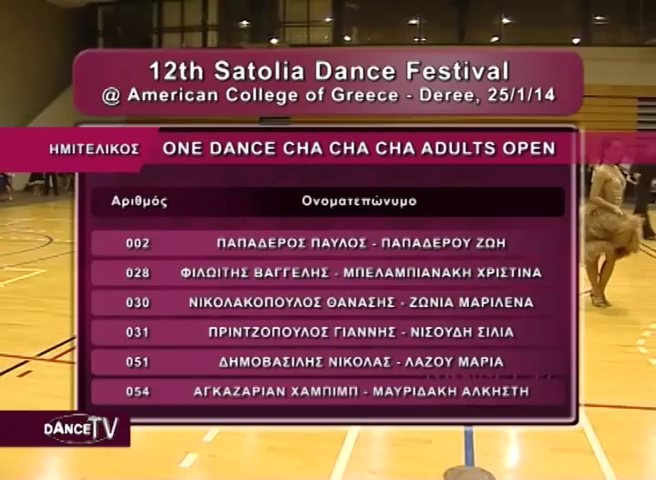 12th Satolia Dance Festival
@ American College of Greece - Deree, 25/1/14
ΗΜΙΤΕΛΙΚΟΣ ONE DANCE CHA CHA CHA ADULTS OPEN
Αριθμός Ονοματεπώνυμο
002 ΠΑΠΑΔΕΡΟΣ ΠΑΥΛΟΣ - ΠΑΠΑΔΕΡΟΥ ΖΩΗ
028 ΦΙΛΩΙΤΗΣ ΒΑΓΓΕΛΗΣ - ΜΠΕΛΑΜΠΙΑΝΑΚΗ ΧΡΙΣΤΙΝΑ
030 ΝΙΚΟΛΑΚΟΠΟΥΛΟΣ ΘΑΝΑΣΗΣ - ΖΩΝΙΑ ΜΑΡΙΛΕΝΑ
031 ΠΡΙΝΤΖΟΠΟΥΛΟΣ ΓΙΑΝΝΗΣ - ΝΙΣΟΥΔΗ ΣΙΛΙΑ
051 ΔΗΜΟΒΑΣΙΛΗΣ ΝΙΚΟΛΑΣ - ΛΑΖΟΥ ΜΑΡΙΑ
054 ΑΓΚΑΖΑΡΙΑΝ ΧΑΜΠΙΜΠ - ΜΑΥΡΙΔΑΚΗ ΑΛΚΗΣΤΗ
DANCE TV